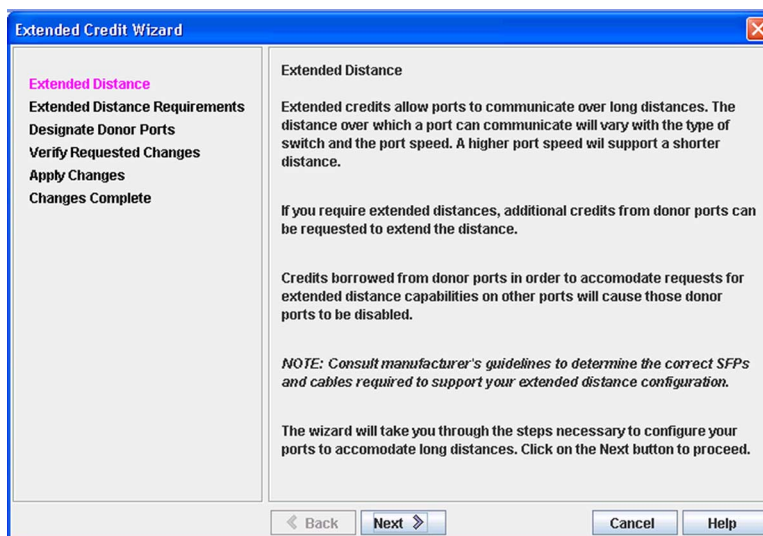 Extended Credit Wizard
Extended Distance
Extended Distance Requirements
Designate Donor Ports
Verify Requested Changes
Apply Changes
Changes Complete
Extended Distance
Extended credits allow ports to communicate over long distances. The
distance over which a port can communicate will vary with the type of
switch and the port speed. A higher port speed wil support a shorter
distance.
If you require extended distances, additional credits from donor ports can
be requested to extend the distance.
Credits borrowed from donor ports in order to accomodate requests for
extended distance capabilities on other ports will cause those donor
ports to be disabled.
NOTE: Consult manufacturer's guidelines to determine the correct SFPs
and cables required to support your extended distance configuration.
The wizard will take you through the steps necessary to configure your
ports to accomodate long distances. Click on the Next button to proceed.
Back
Next
Cancel
Help